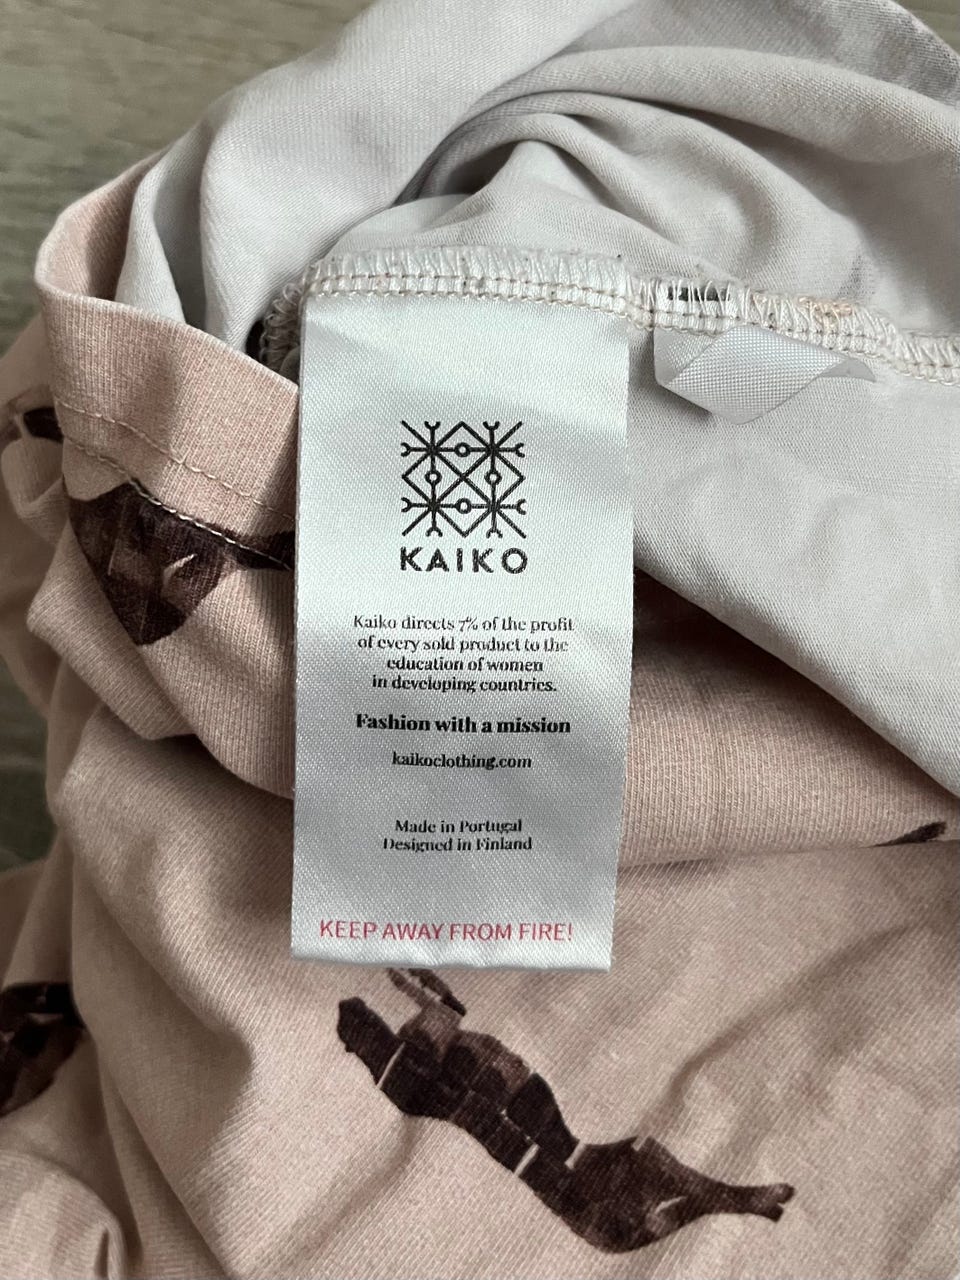 KAIKO
Kaiko directs 7% of the profit
of every sold product to the
education of women
in developing countries.
Fashion with a mission
kaikoclothing.com
Made in Portugal
Designed in Finland
KEEP AWAY FROM FIRE!